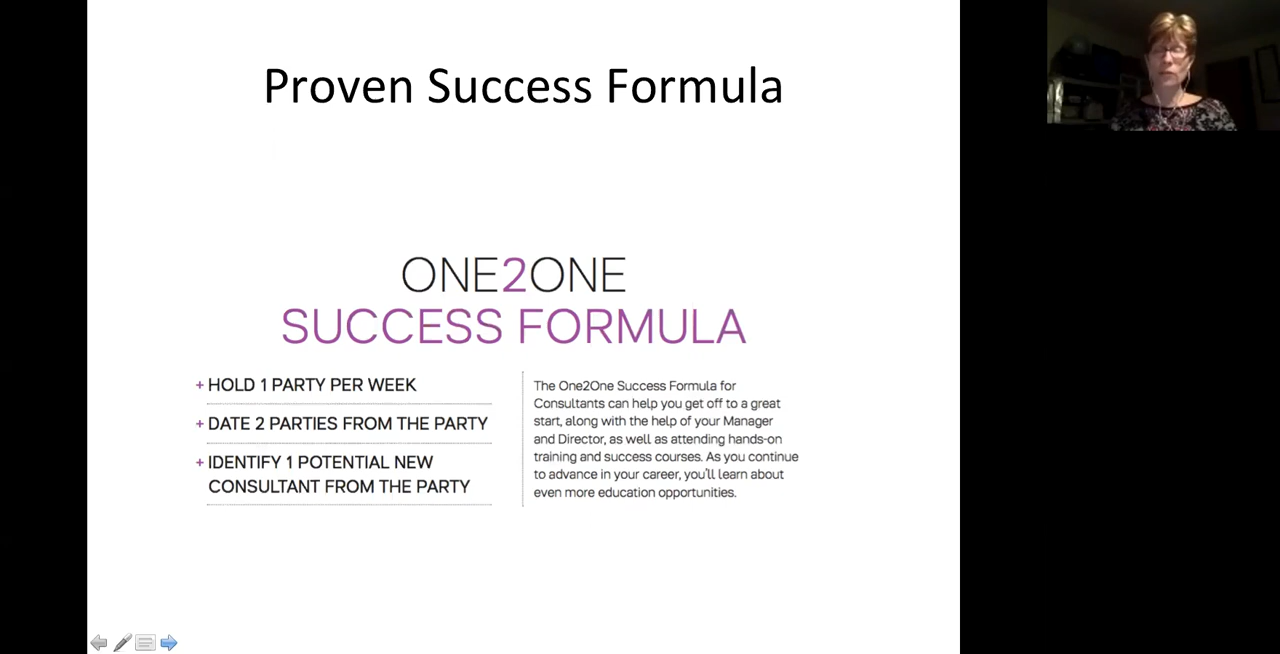 Proven Success Formula
ONE2ONE
SUCCESS FORMULA
+ HOLD 1 PARTY PER WEEK
+ DATE 2 PARTIES FROM THE PARTY
+ IDENTIFY 1 POTENTIAL NEW
CONSULTANT FROM THE PARTY
The One2One Success Formula for
Consultants can help you get off to a great
start, along with the help of your Manager
and Director, as well as attending hands-on
training and success courses. As you continue
to advance in your career, you'll learn about
even more education opportunities.